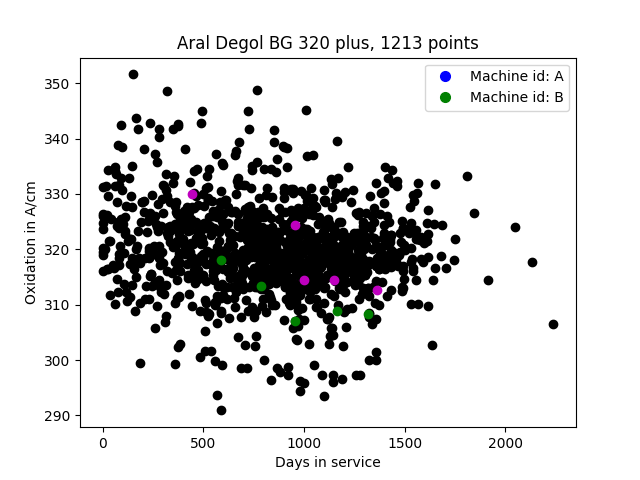 Aral Degol BG 320 plus, 1213 points
Machine id: A
Machine id: B
350
340
330
320
310
300
290
Oxidation in A/cm
0 500 1000 1500 2000
Days in service